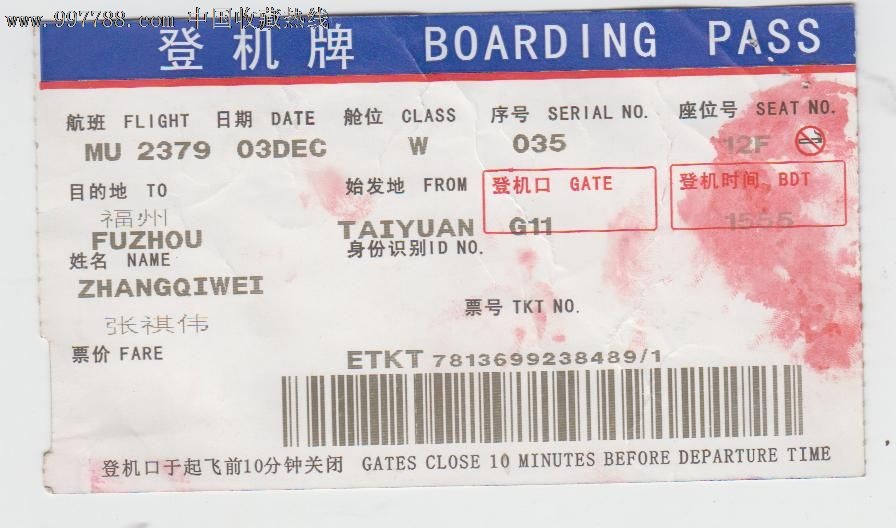 www.997788.com 中国收藏热线
登机牌 BOARDING PASS
航班 FLIGHT 日期 DATE 舱位 CLASS 序号 SERIAL NO. 座位号 SEAT NO.
MU 2379 03DEC W 035 12F
目的地 TO 始发地 FROM 登机口 GATE 登机时间 BDT
福州
FUZHOU TAIYUAN G11
姓名 NAME 身份识别ID NO.
ZHANGQIWEI
张祺伟 票号 TKT NO.
票价 FARE ETKT 7813699238489/1
登机口于起飞前10分钟关闭 GATES CLOSE 10 MINUTES BEFORE DEPARTURE TIME